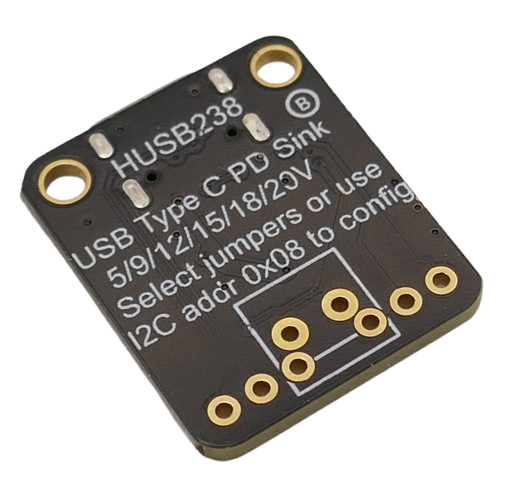 HUSB238
B
USB Type C PD Sink
5/9/12/15/18/20V
Select jumpers or use
I2C addr 0x08 to config